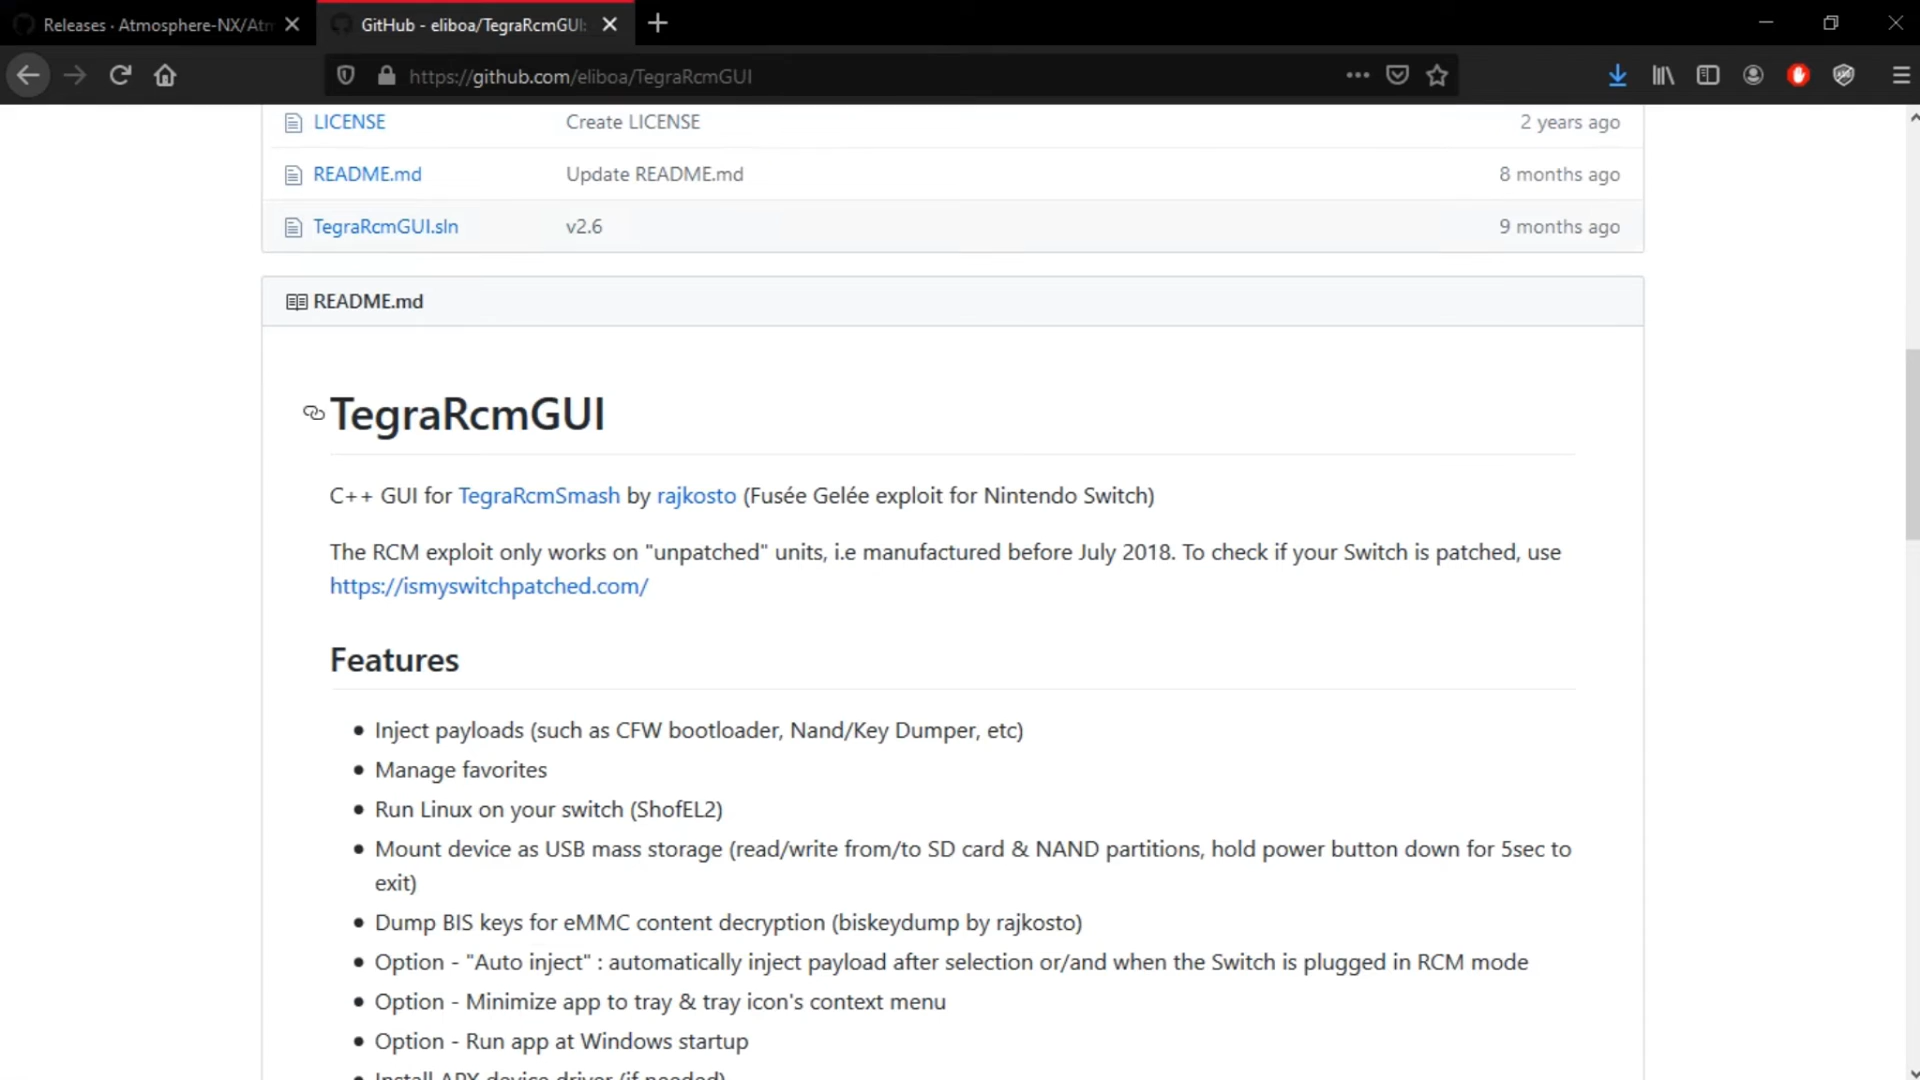 Releases · Atmosphere-NX/Atm
GitHub - eliboa/TegraRcmGUI:
https://github.com/eliboa/TegraRcmGUI
LICENSE Create LICENSE 2 years ago
README.md Update README.md 8 months ago
TegraRcmGUI.sln v2.6 9 months ago
README.md
TegraRcmGUI
C++ GUI for TegraRcmSmash by rajkosto (Fusée Gelée exploit for Nintendo Switch)
The RCM exploit only works on "unpatched" units, i.e manufactured before July 2018. To check if your Switch is patched, use
https://ismyswitchpatched.com/
Features
• Inject payloads (such as CFW bootloader, Nand/Key Dumper, etc)
• Manage favorites
• Run Linux on your switch (ShofEL2)
• Mount device as USB mass storage (read/write from/to SD card & NAND partitions, hold power button down for 5sec to
exit)
• Dump BIS keys for eMMC content decryption (biskeydump by rajkosto)
• Option - "Auto inject" : automatically inject payload after selection or/and when the Switch is plugged in RCM mode
• Option - Minimize app to tray & tray icon's context menu
• Option - Run app at Windows startup
• Install APX device driver (if needed)